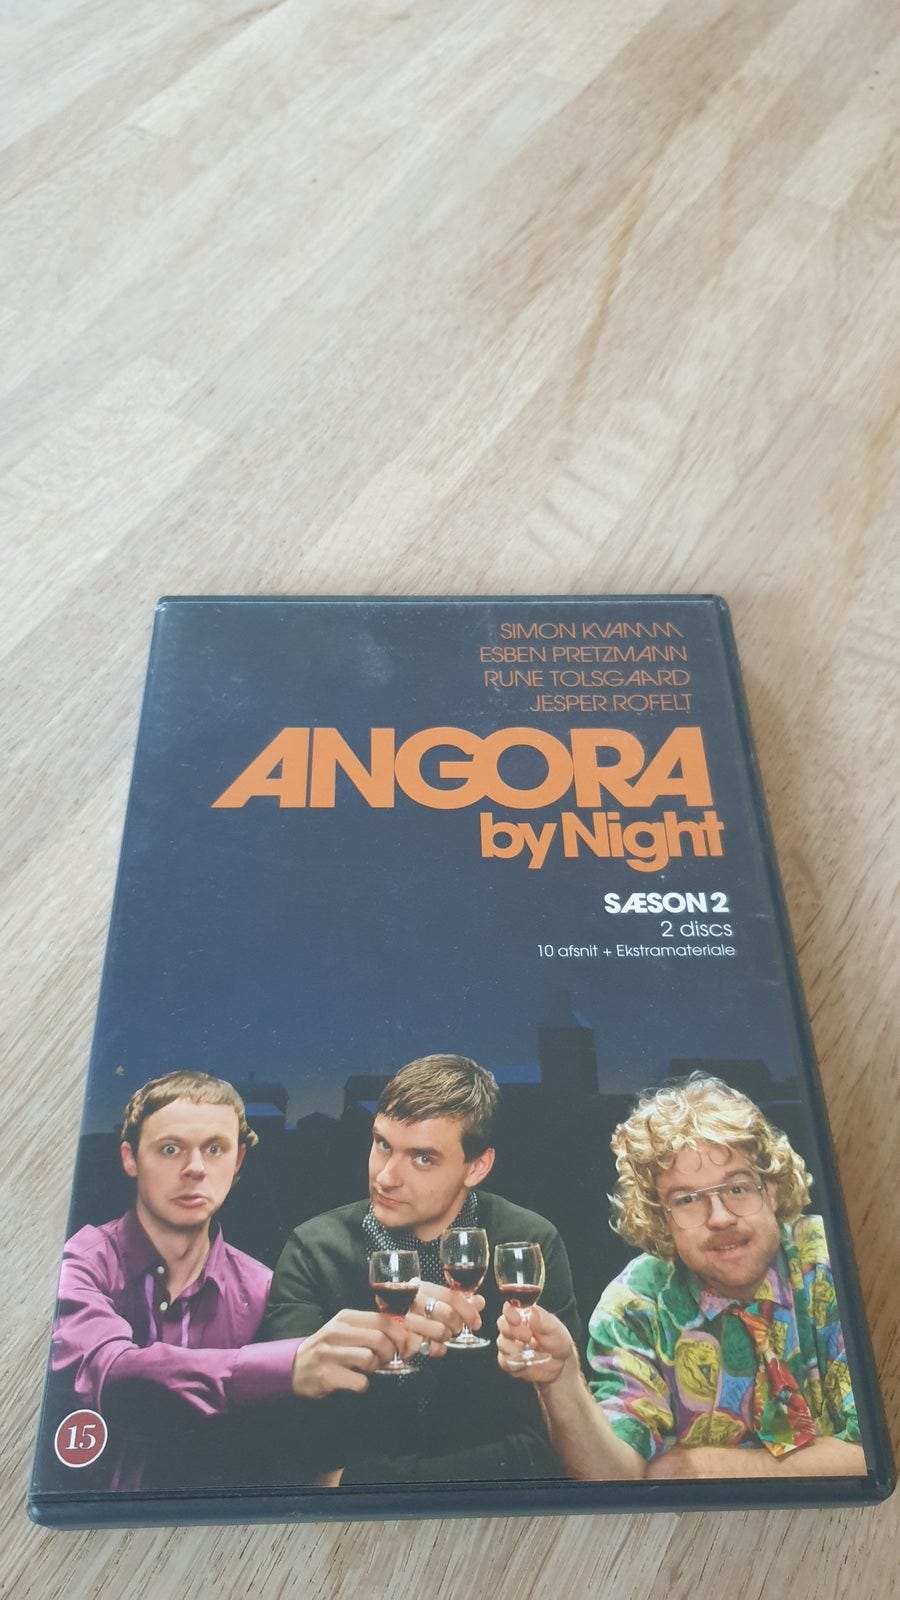 SIMON KVAMM
ESBEN PRETZMANN
RUNE TOLSGAARD
JESPER ROFELT
ANGORA
by Night
SÆSON 2
2 discs
10 afsnit + Ekstramateriale
15